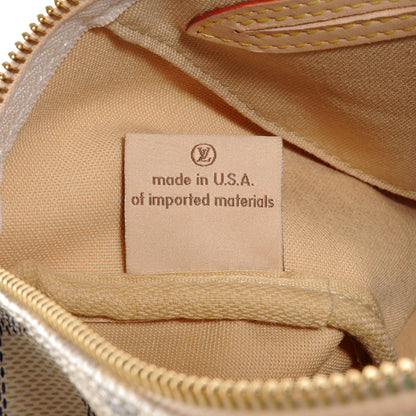 LV
made in U.S.A.
of imported materials